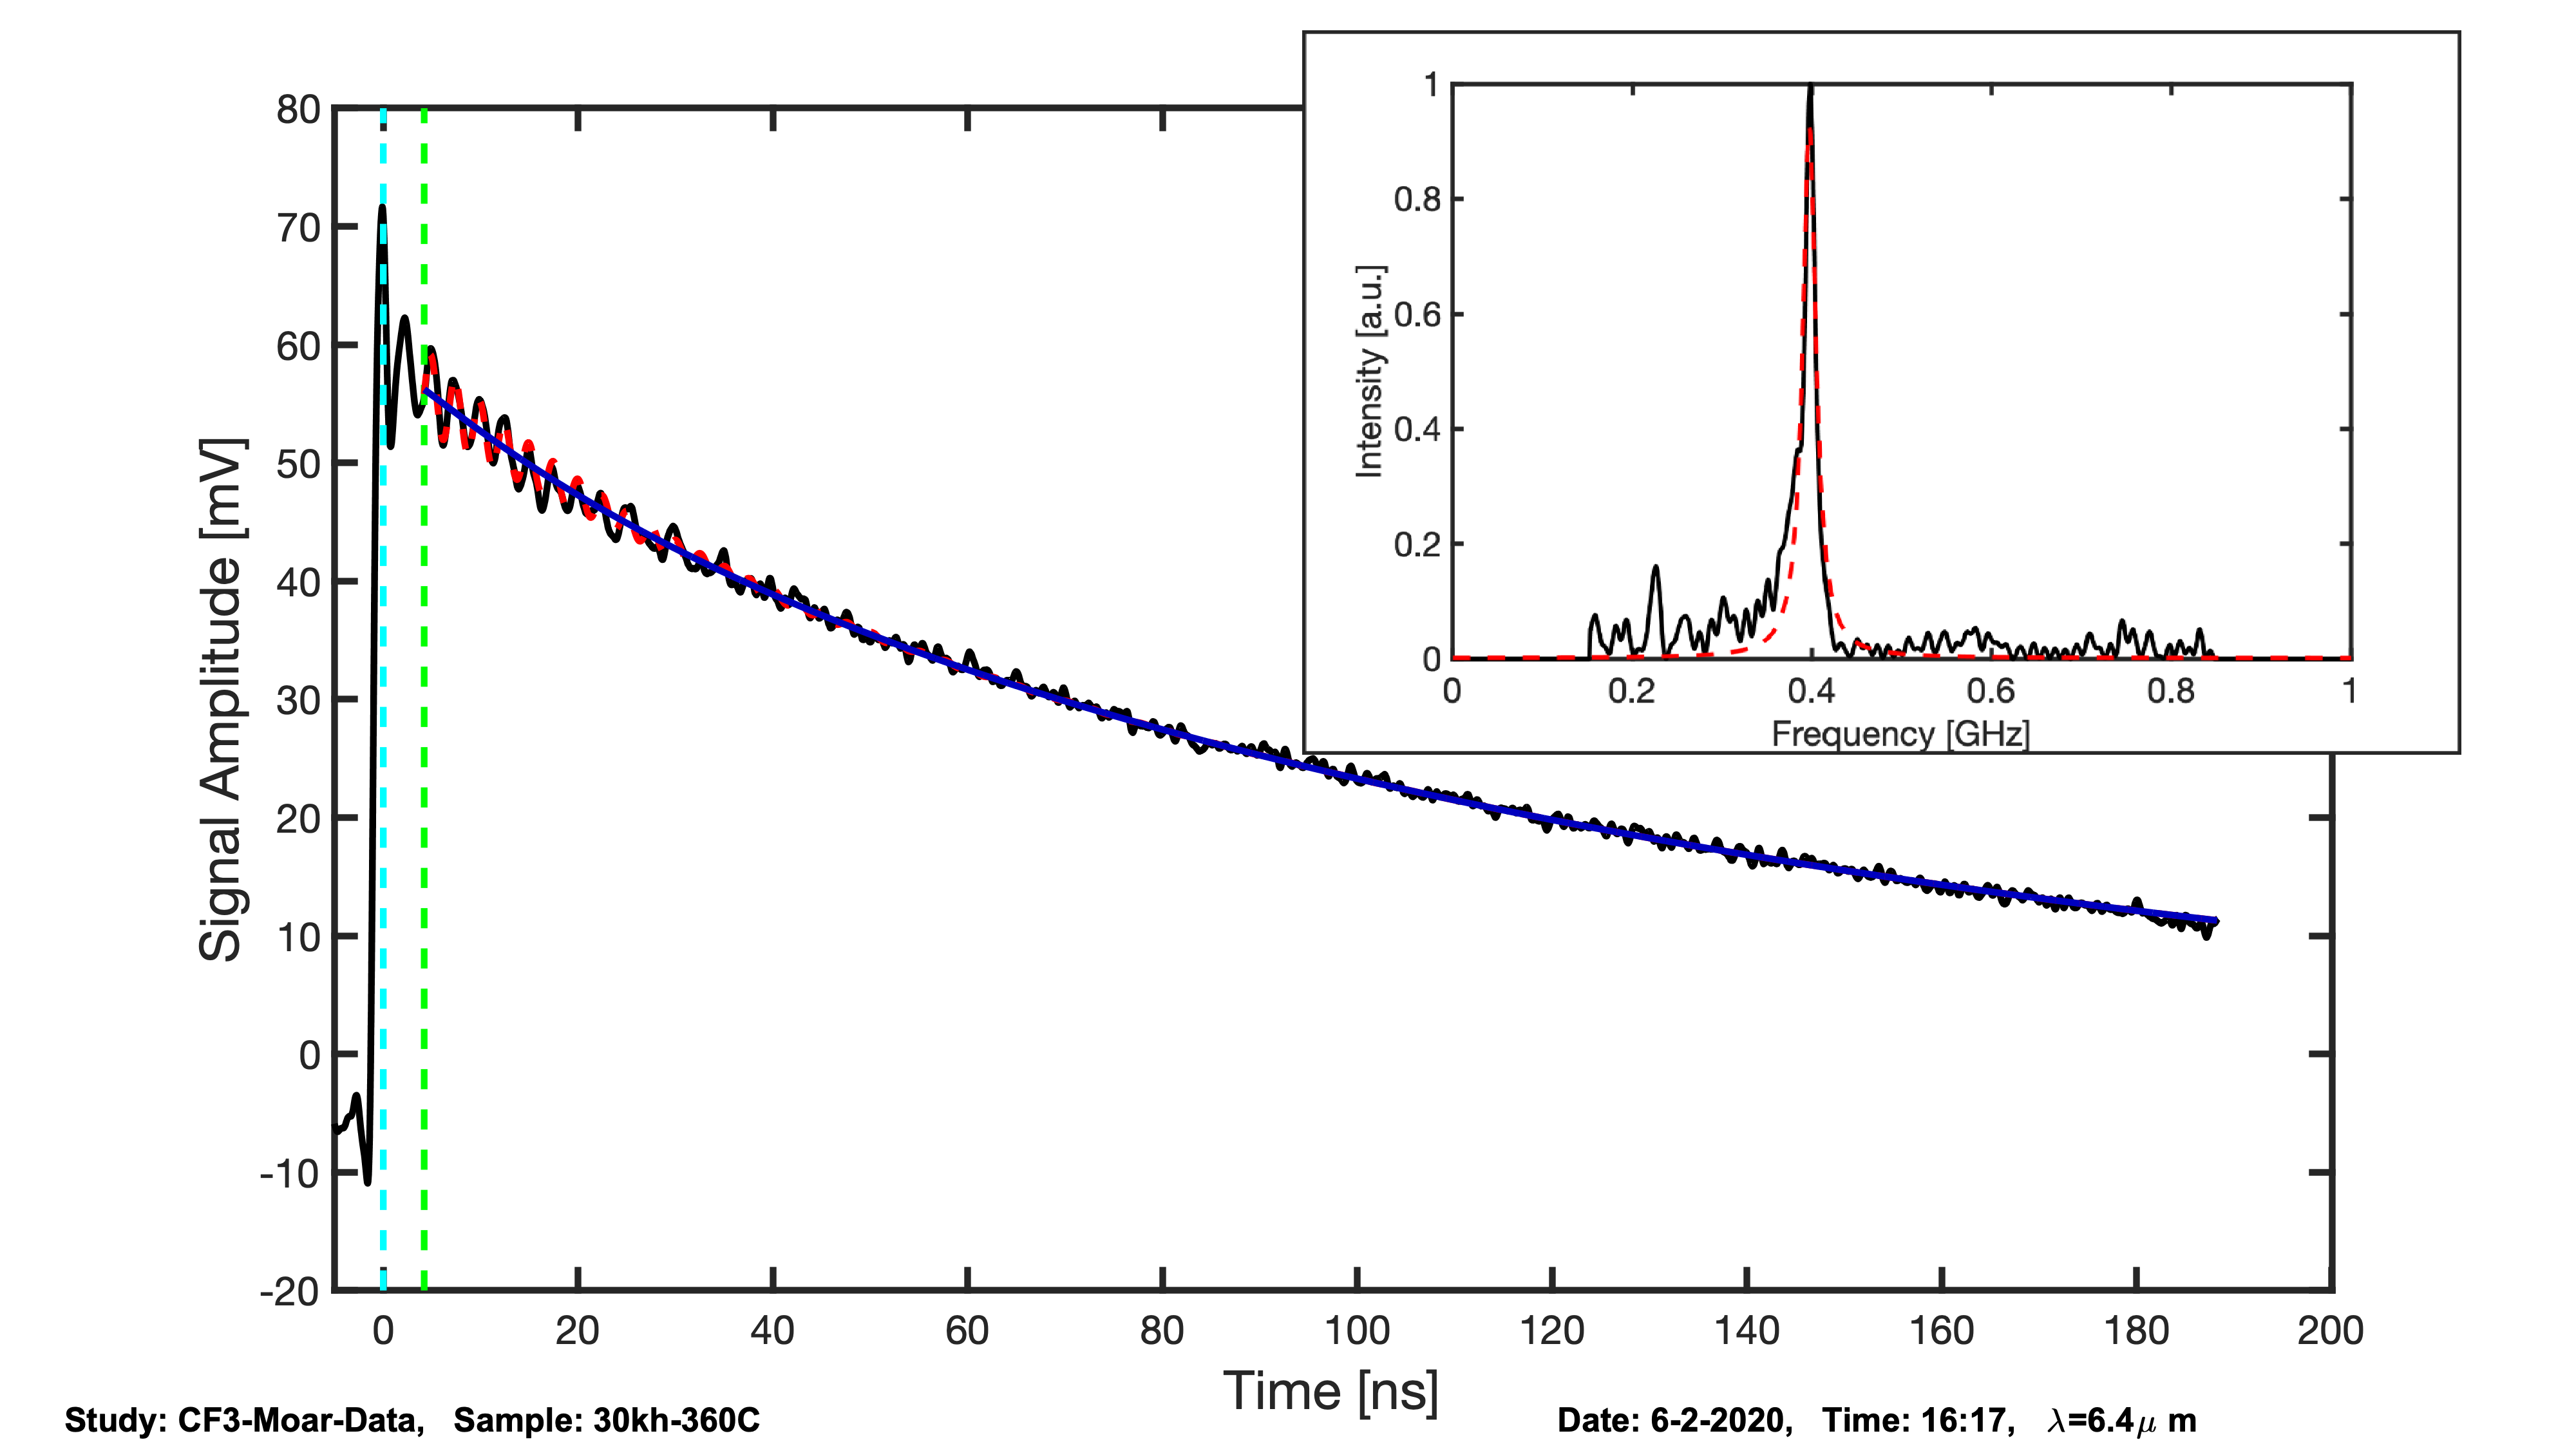 1
0.8
0.6
0.4
0.2
0
0 0.2 0.4 0.6 0.8 1
Intensity [a.u.]
Frequency [GHz]
80
70
60
50
40
30
20
10
0
-10
-20
Signal Amplitude [mV]
0 20 40 60 80 100 120 140 160 180 200
Time [ns]
Study: CF3-Moar-Data, Sample: 30kh-360C
Date: 6-2-2020, Time: 16:17, λ=6.4μ m